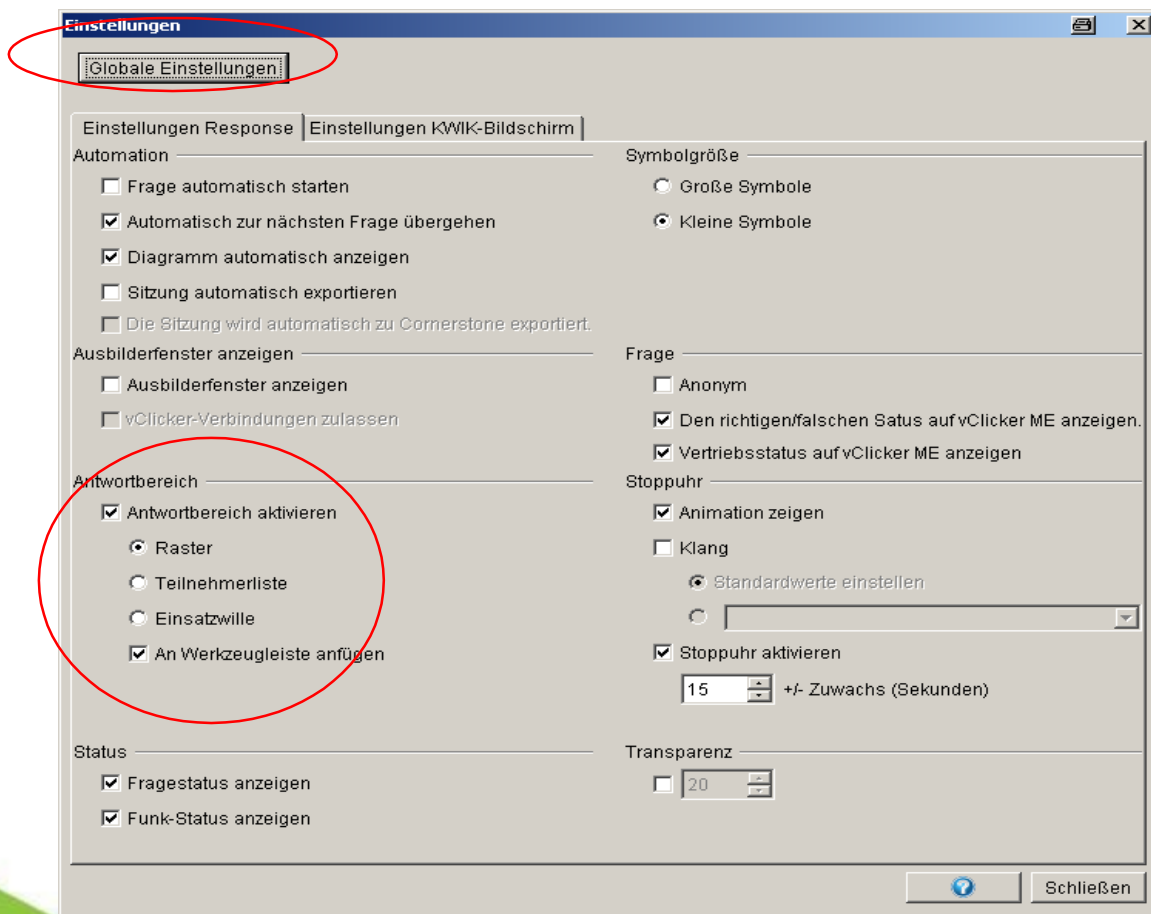 Einstellungen
Globale Einstellungen
Einstellungen Response
Einstellungen KWIK-Bildschirm
Automation
Frage automatisch starten
Automatisch zur nächsten Frage übergehen
Diagramm automatisch anzeigen
Sitzung automatisch exportieren
Die Sitzung wird automatisch zu Cornerstone exportiert.
Ausbilderfenster anzeigen
Ausbilderfenster anzeigen
vClicker-Verbindungen zulassen
Antwortbereich
Antwortbereich aktivieren
Raster
Teilnehmerliste
Einsatzwille
An Werkzeugleiste anfügen
Status
Fragestatus anzeigen
Funk-Status anzeigen
Symbolgröße
Große Symbole
Kleine Symbole
Frage
Anonym
Den richtigen/falschen Satus auf vClicker ME anzeigen.
Vertriebsstatus auf vClicker ME anzeigen
Stoppuhr
Animation zeigen
Klang
Standardwerte einstellen
Stoppuhr aktivieren
15 +/- Zuwachs (Sekunden)
Transparenz
20
Schließen